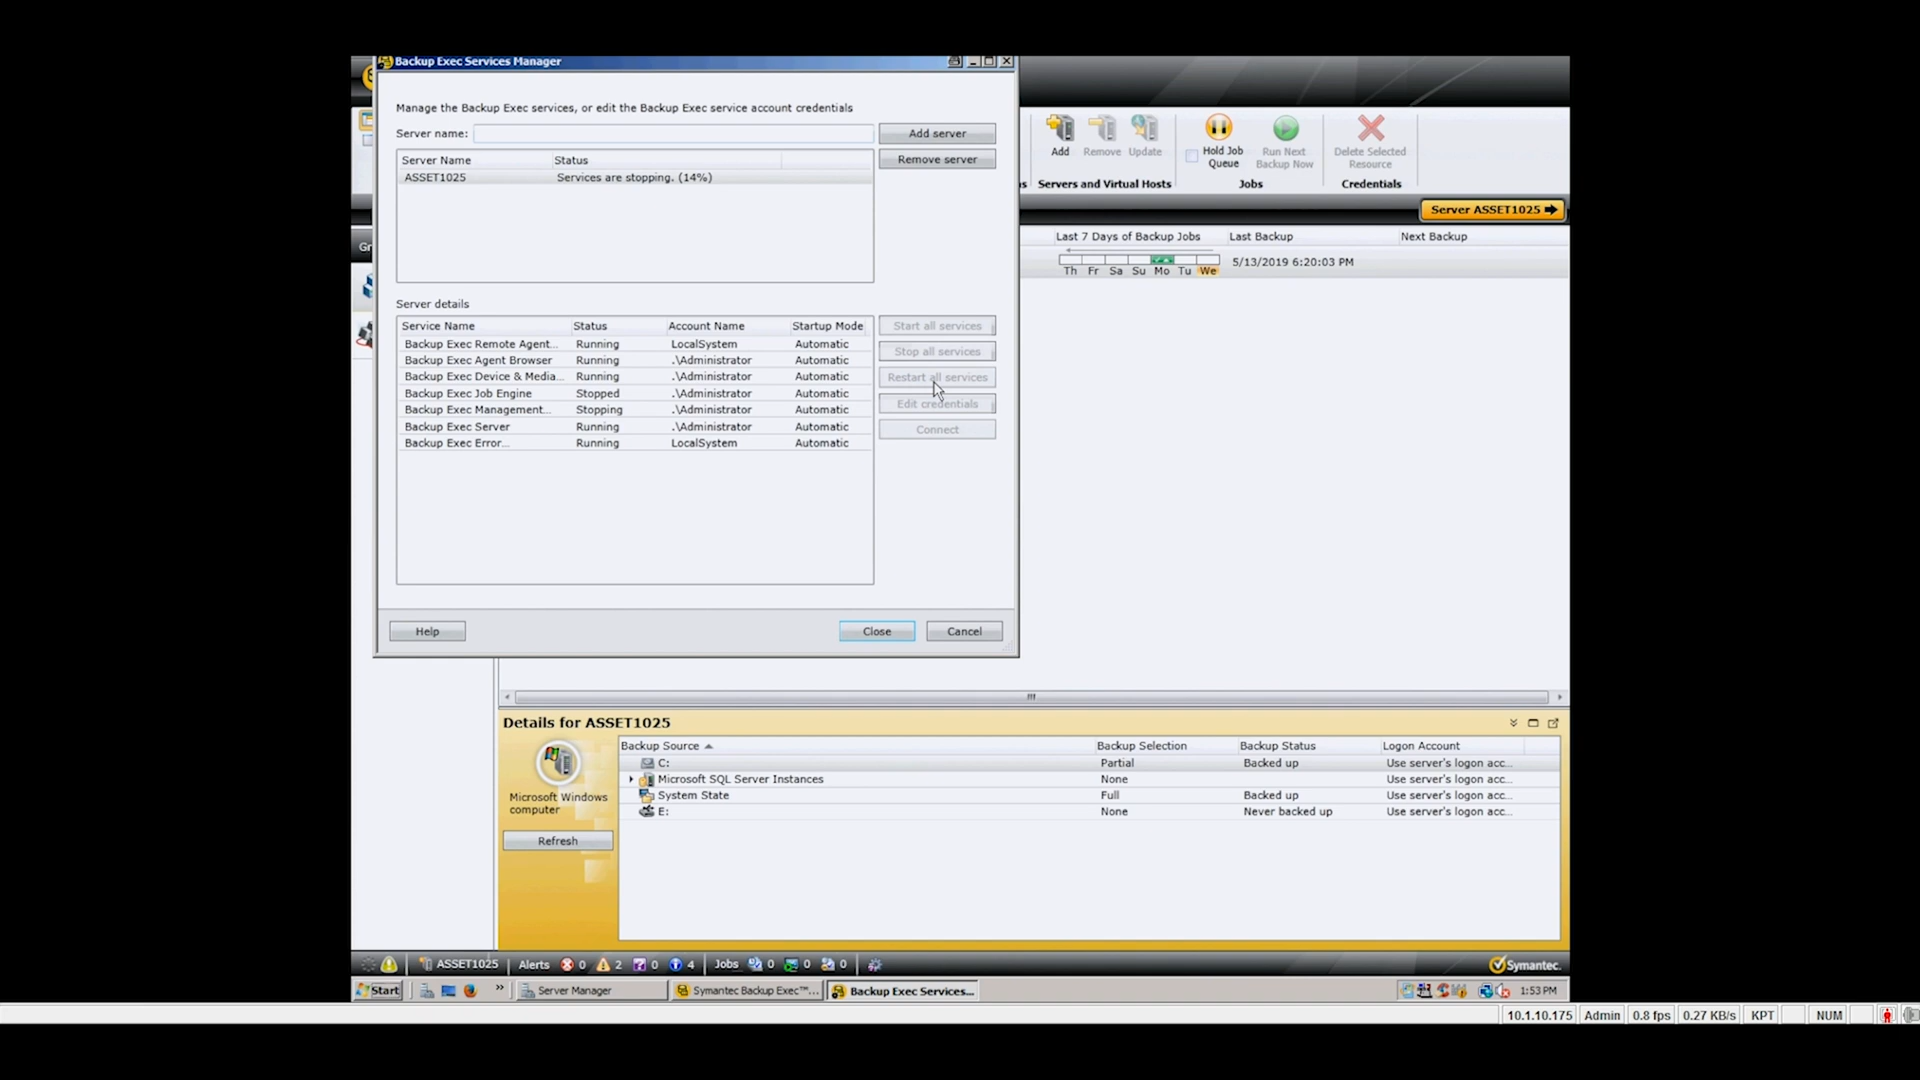 Backup Exec Services Manager
Manage the Backup Exec services, or edit the Backup Exec service account credentials
Server name:
Add server
Server Name Status
Remove server
ASSET1025 Services are stopping. (14%)
Server details
Service Name Status Account Name Startup Mode
Start all services
Backup Exec Remote Agent... Running LocalSystem Automatic
Stop all services
Backup Exec Agent Browser Running .\Administrator Automatic
Backup Exec Device & Media... Running .\Administrator Automatic
Restart all services
Backup Exec Job Engine Stopped .\Administrator Automatic
Edit credentials
Backup Exec Management... Stopping .\Administrator Automatic
Backup Exec Server Running .\Administrator Automatic
Connect
Backup Exec Error... Running LocalSystem Automatic
Help
Close
Cancel
Add
Remove
Update
Servers and Virtual Hosts
Hold Job
Queue
Run Next
Backup Now
Jobs
Delete Selected
Resource
Credentials
Server ASSET1025
Gr
Last 7 Days of Backup Jobs Last Backup Next Backup
Th Fr Sa Su Mo Tu We
5/13/2019 6:20:03 PM
Details for ASSET1025
Microsoft Windows
computer
Refresh
Backup Source Backup Selection Backup Status Logon Account
C: Partial Backed up Use server's logon acc...
Microsoft SQL Server Instances None Use server's logon acc...
System State Full Backed up Use server's logon acc...
E: None Never backed up Use server's logon acc...
ASSET1025 Alerts 0 2 0 4 Jobs 0 0 0
Symantec.
Start
Server Manager
Symantec Backup Exec™...
Backup Exec Services...
1:53 PM
10.1.10.175 Admin 0.8 fps 0.27 KB/s KPT NUM